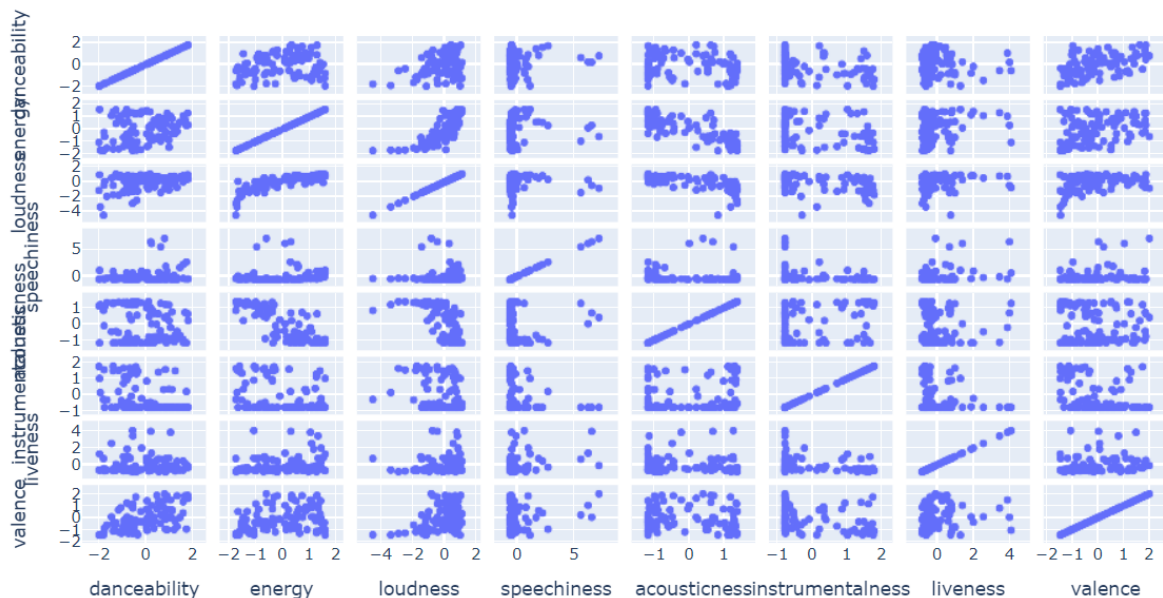 danceability
2
0
−2
energy
2
1
0
−1
−2
loudness
2
0
−2
−4
speechiness
5
0
acousticness
1
0
−1
instrumentalness
2
1
0
−1
liveness
4
2
0
valence
2
1
0
−1
−2
−2 0 2 −2 0 2 −4 −2 0 2 0 5 −1 0 1 −1 0 1 2 0 2 4 −2 −1 0 1 2
danceability energy loudness speechiness acousticness instrumentalness liveness valence